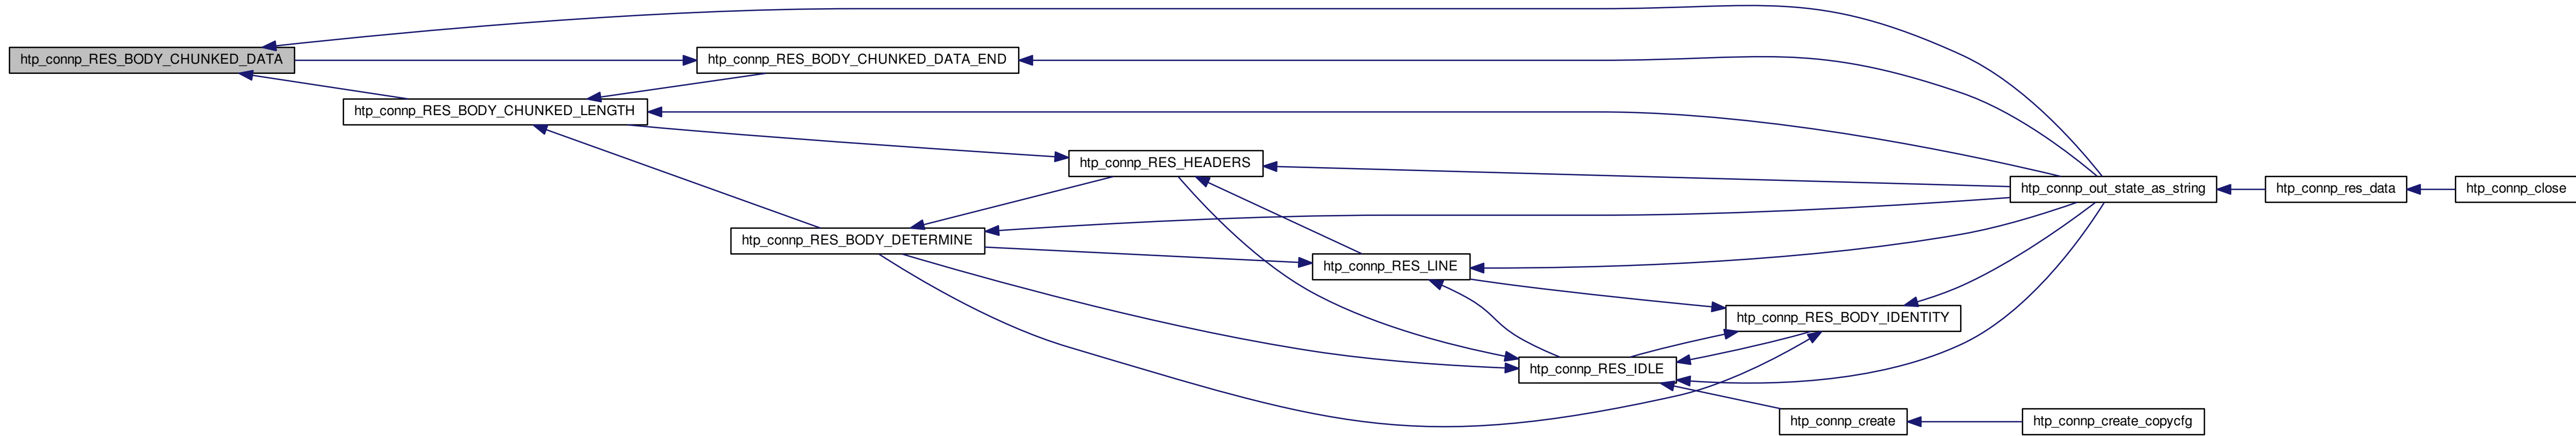 htp_connp_RES_BODY_CHUNKED_DATA
htp_connp_RES_BODY_CHUNKED_DATA_END
htp_connp_RES_BODY_CHUNKED_LENGTH
htp_connp_RES_HEADERS
htp_connp_out_state_as_string
htp_connp_res_data
htp_connp_close
htp_connp_RES_BODY_DETERMINE
htp_connp_RES_LINE
htp_connp_RES_BODY_IDENTITY
htp_connp_RES_IDLE
htp_connp_create
htp_connp_create_copycfg